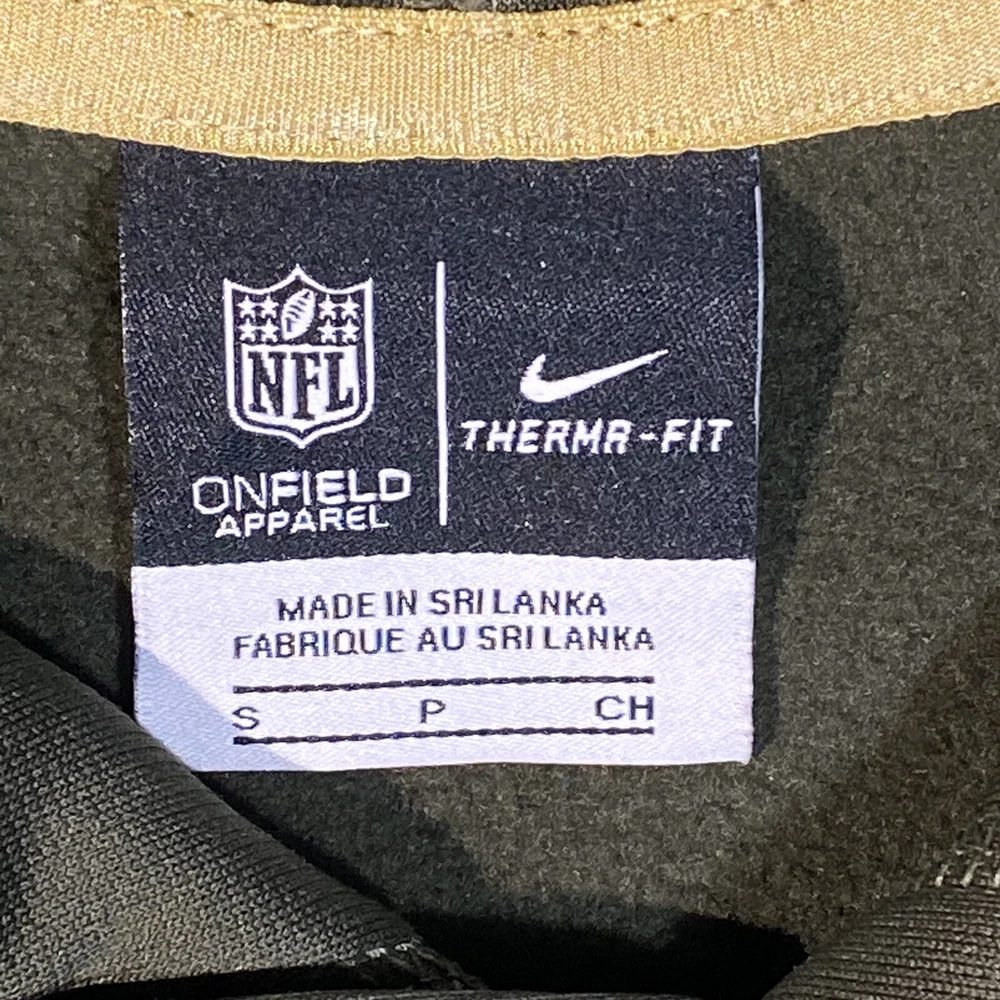 NFL
ONFIELD
APPAREL
THERMA-FIT
MADE IN SRI LANKA
FABRIQUE AU SRI LANKA
S P CH